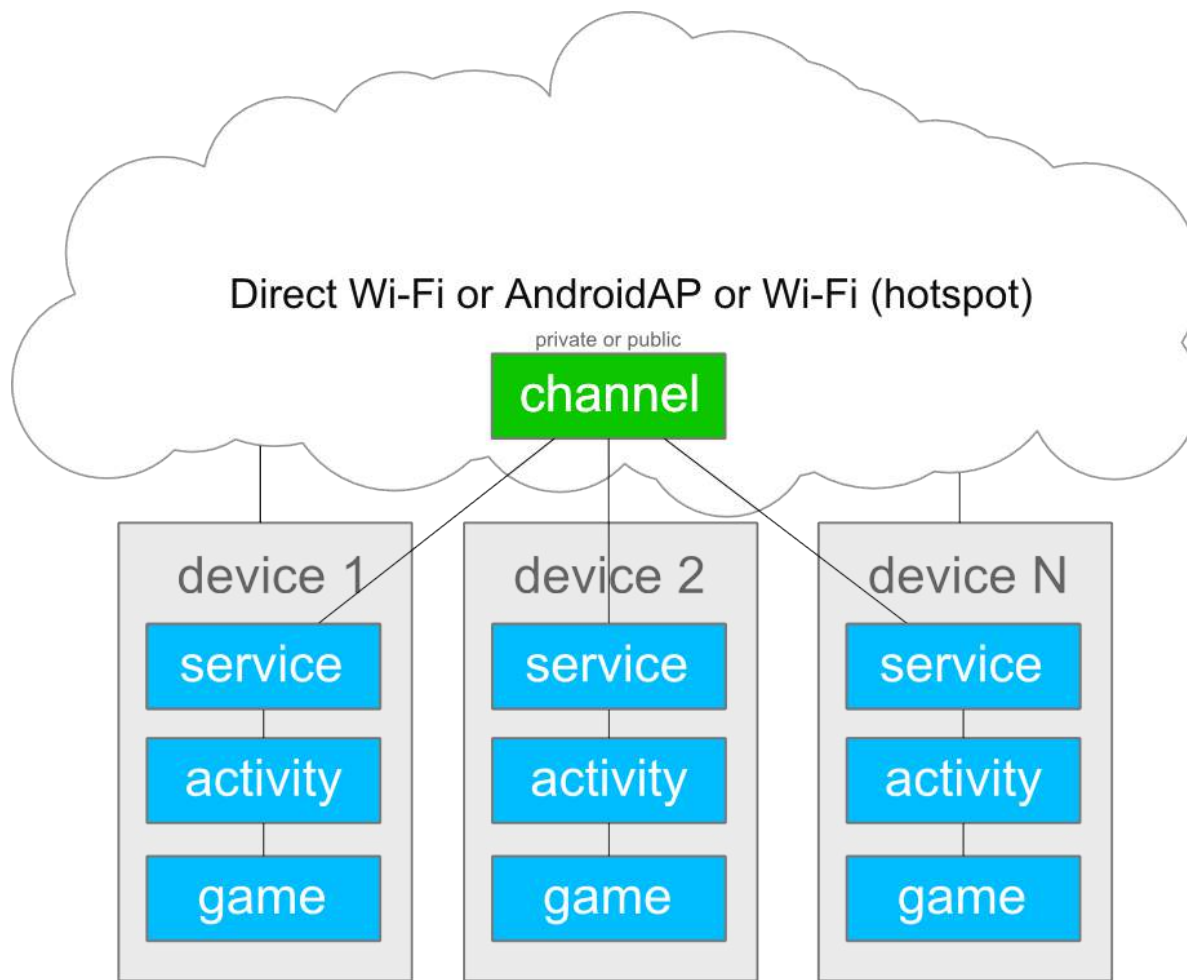 Direct Wi-Fi or AndroidAP or Wi-Fi (hotspot)
private or public
channel
device 1
service
activity
game
device 2
service
activity
game
device N
service
activity
game